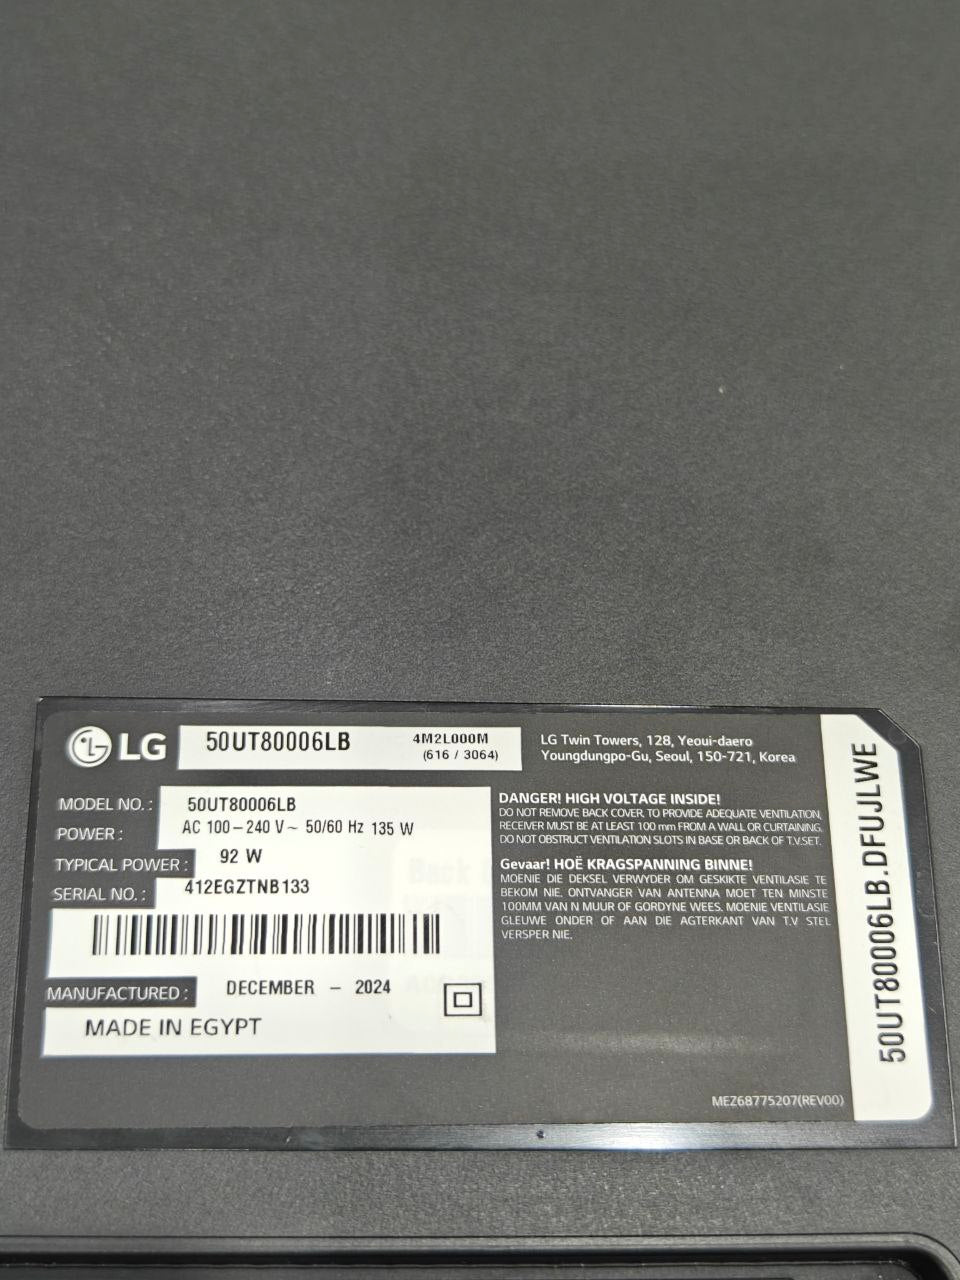 LG
50UT80006LB
4M2L000M
(616 / 3064)
LG Twin Towers, 128, Yeoui-daero
Youngdungpo-Gu, Seoul, 150-721, Korea
MODEL NO. : 50UT80006LB
POWER : AC 100-240 V~ 50/60 Hz 135 W
TYPICAL POWER : 92 W
SERIAL NO. : 412EGZTNB133
MANUFACTURED : DECEMBER - 2024
MADE IN EGYPT
DANGER! HIGH VOLTAGE INSIDE!
DO NOT REMOVE BACK COVER, TO PROVIDE ADEQUATE VENTILATION,
RECEIVER MUST BE AT LEAST 100 mm FROM A WALL OR CURTAINING.
DO NOT OBSTRUCT VENTILATION SLOTS IN BASE OR BACK OF T.V.SET.
Gevaar! HOË KRAGSPANNING BINNE!
MOENIE DIE DEKSEL VERWYDER OM GESKIKTE VENTILASIE TE
BEKOM NIE. ONTVANGER VAN ANTENNA MOET TEN MINSTE
100MM VAN N MUUR OF GORDYNE WEES. MOENIE VENTILASIE
GLEUWE ONDER OF AAN DIE AGTERKANT VAN T.V STEL
VERSPER NIE.
MEZ68775207(REV00)
50UT80006LB.DFUJLWE